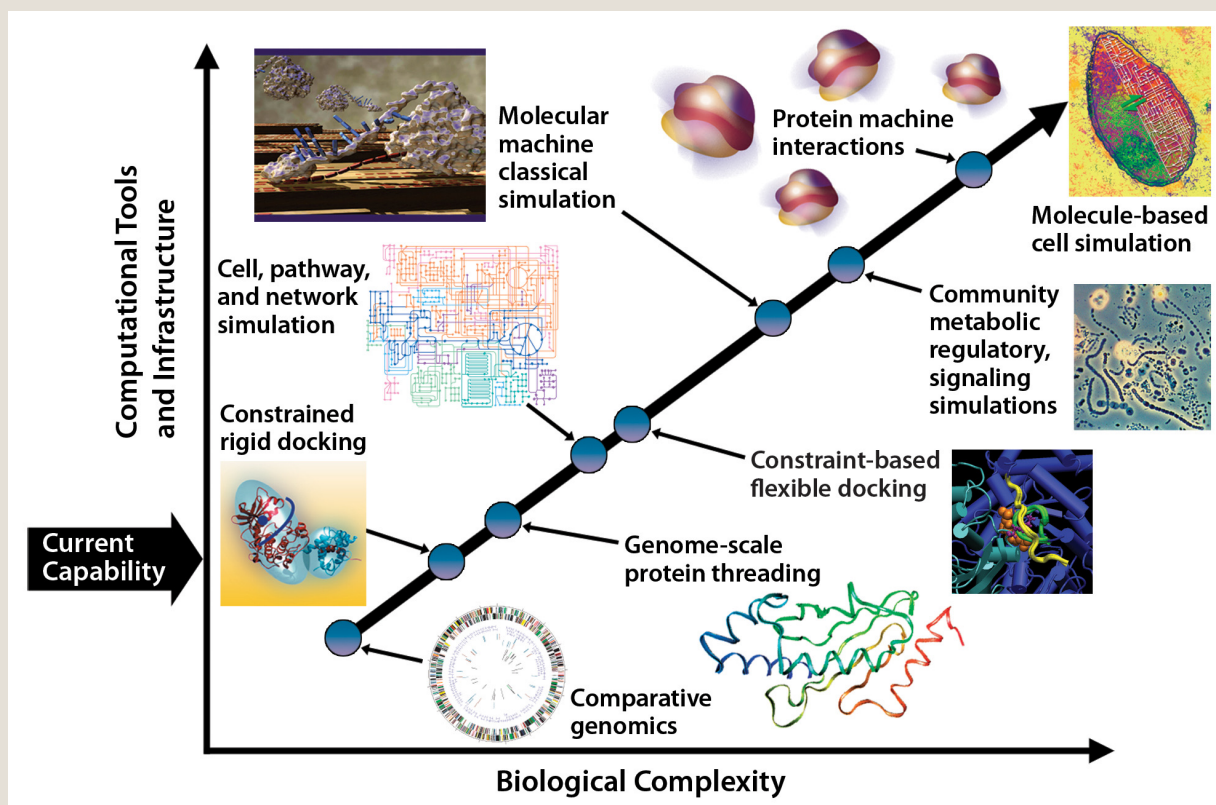 Computational Tools
and Infrastructure
Molecular
machine
classical
simulation
Protein machine
interactions
Molecule-based
cell simulation
Cell, pathway,
and network
simulation
Community
metabolic
regulatory,
signaling
simulations
Constrained
rigid docking
Constraint-based
flexible docking
Current
Capability
Genome-scale
protein threading
Comparative
genomics
Biological Complexity